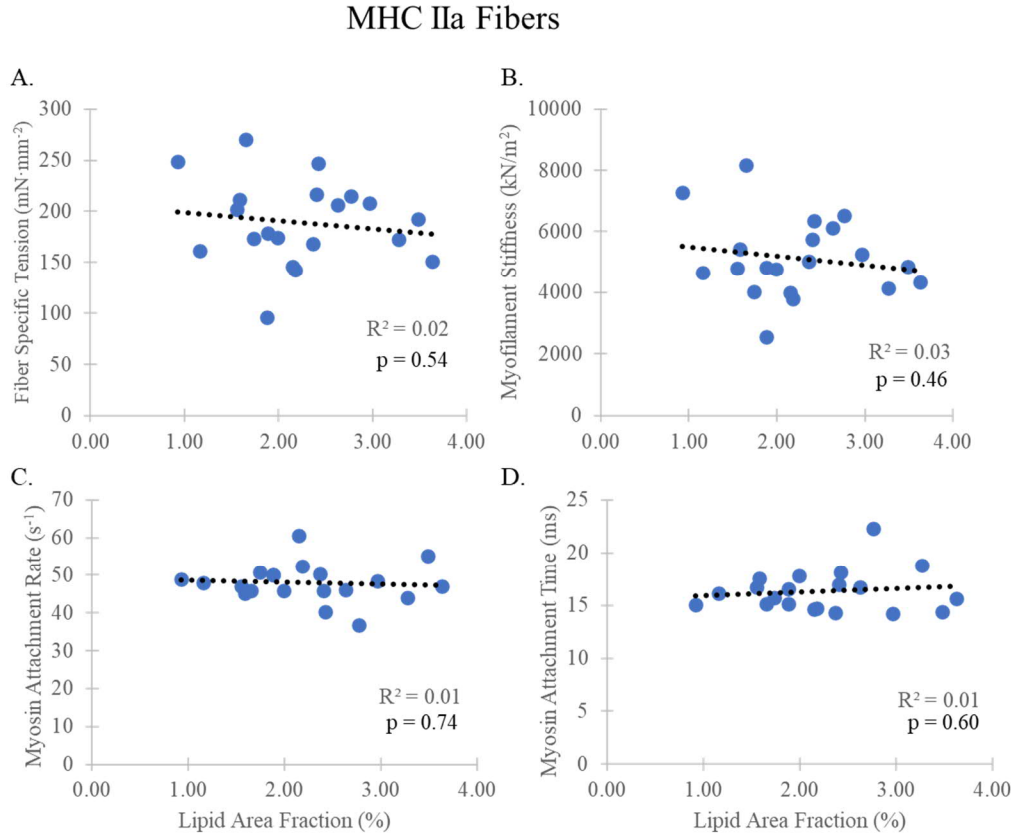 MHC IIa Fibers
A.
Fiber Specific Tension (mN·mm⁻²)
300
250
200
150
100
50
0
0.00 1.00 2.00 3.00 4.00
R² = 0.02
p = 0.54
B.
Myofilament Stiffness (kN/m²)
10000
8000
6000
4000
2000
0
0.00 1.00 2.00 3.00 4.00
R² = 0.03
p = 0.46
C.
Myosin Attachment Rate (s⁻¹)
70
60
50
40
30
20
10
0
0.00 1.00 2.00 3.00 4.00
R² = 0.01
p = 0.74
Lipid Area Fraction (%)
D.
Myosin Attachment Time (ms)
25
20
15
10
5
0
0.00 1.00 2.00 3.00 4.00
R² = 0.01
p = 0.60
Lipid Area Fraction (%)